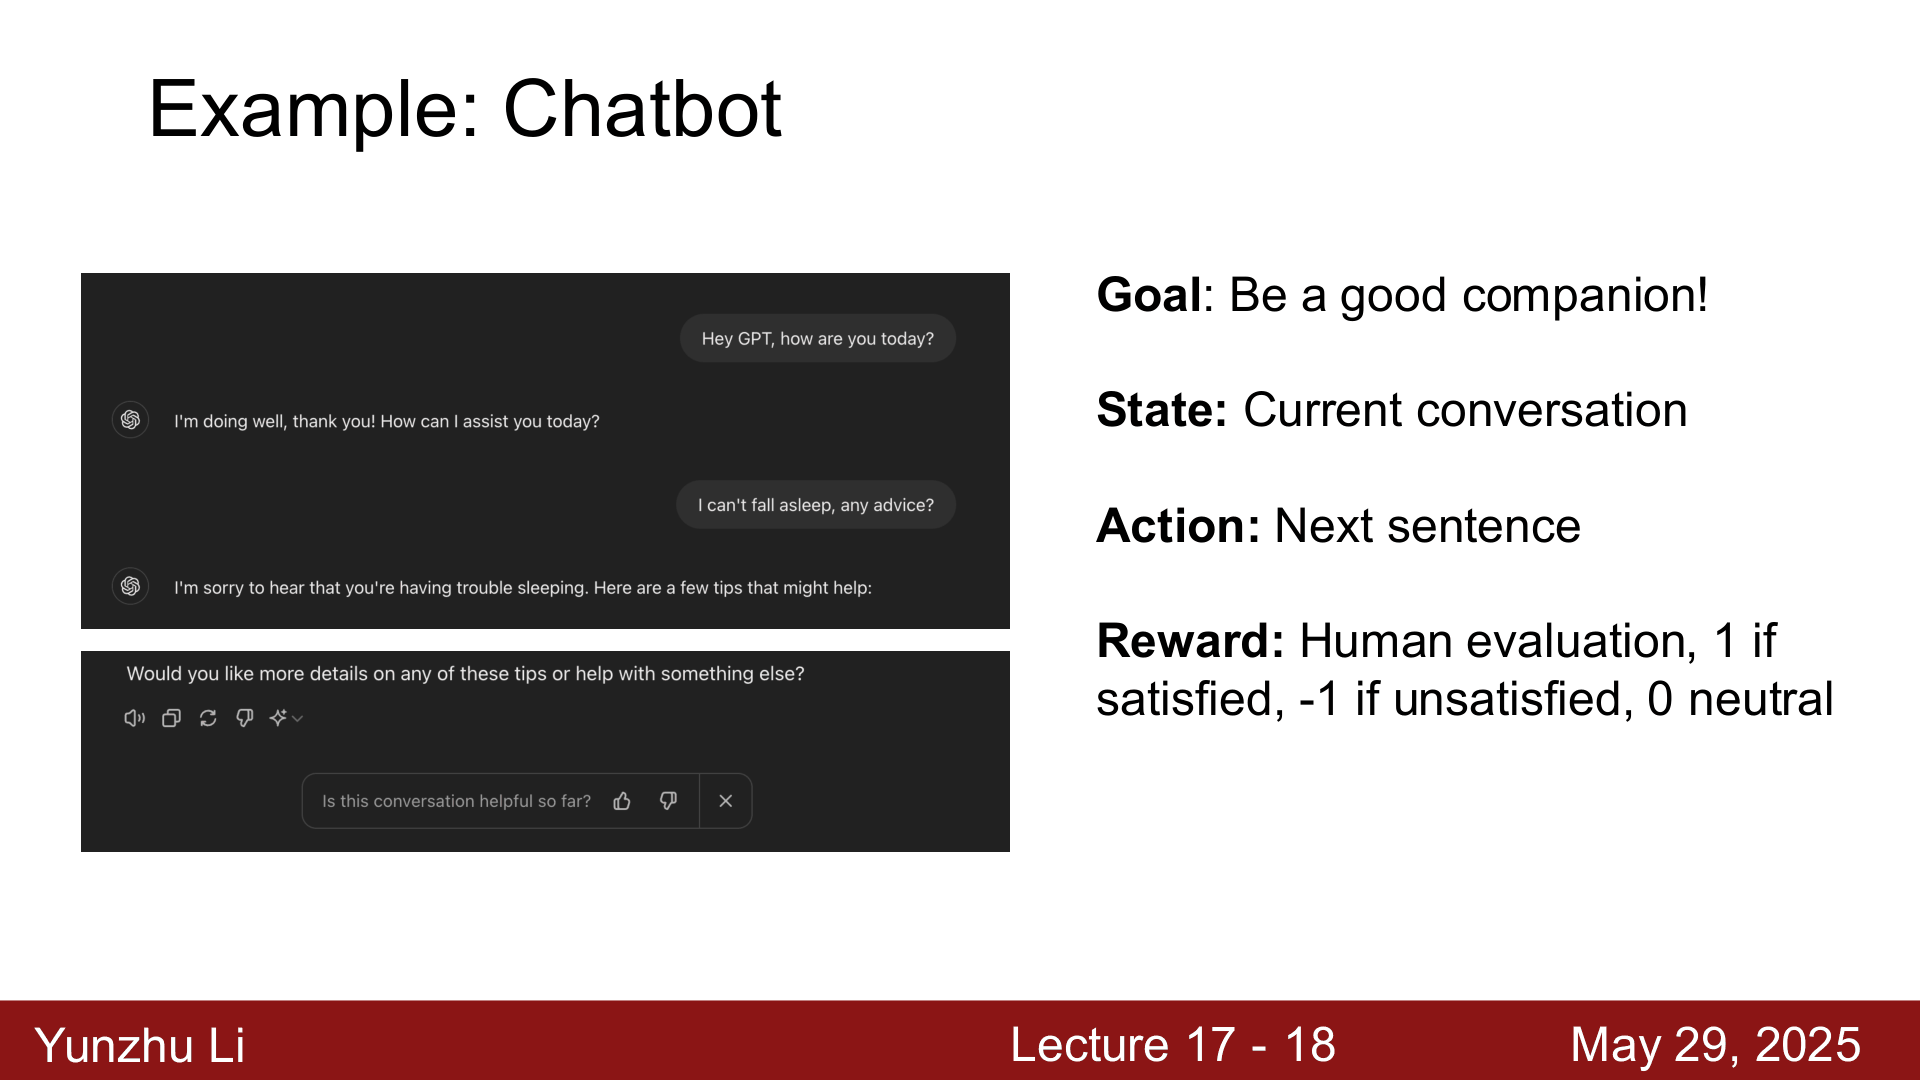 Example: Chatbot
Hey GPT, how are you today?
I'm doing well, thank you! How can I assist you today?
I can't fall asleep, any advice?
I'm sorry to hear that you're having trouble sleeping. Here are a few tips that might help:
Would you like more details on any of these tips or help with something else?
Is this conversation helpful so far?
Goal: Be a good companion!
State: Current conversation
Action: Next sentence
Reward: Human evaluation, 1 if
satisfied, -1 if unsatisfied, 0 neutral
Yunzhu Li
Lecture 17 - 18
May 29, 2025